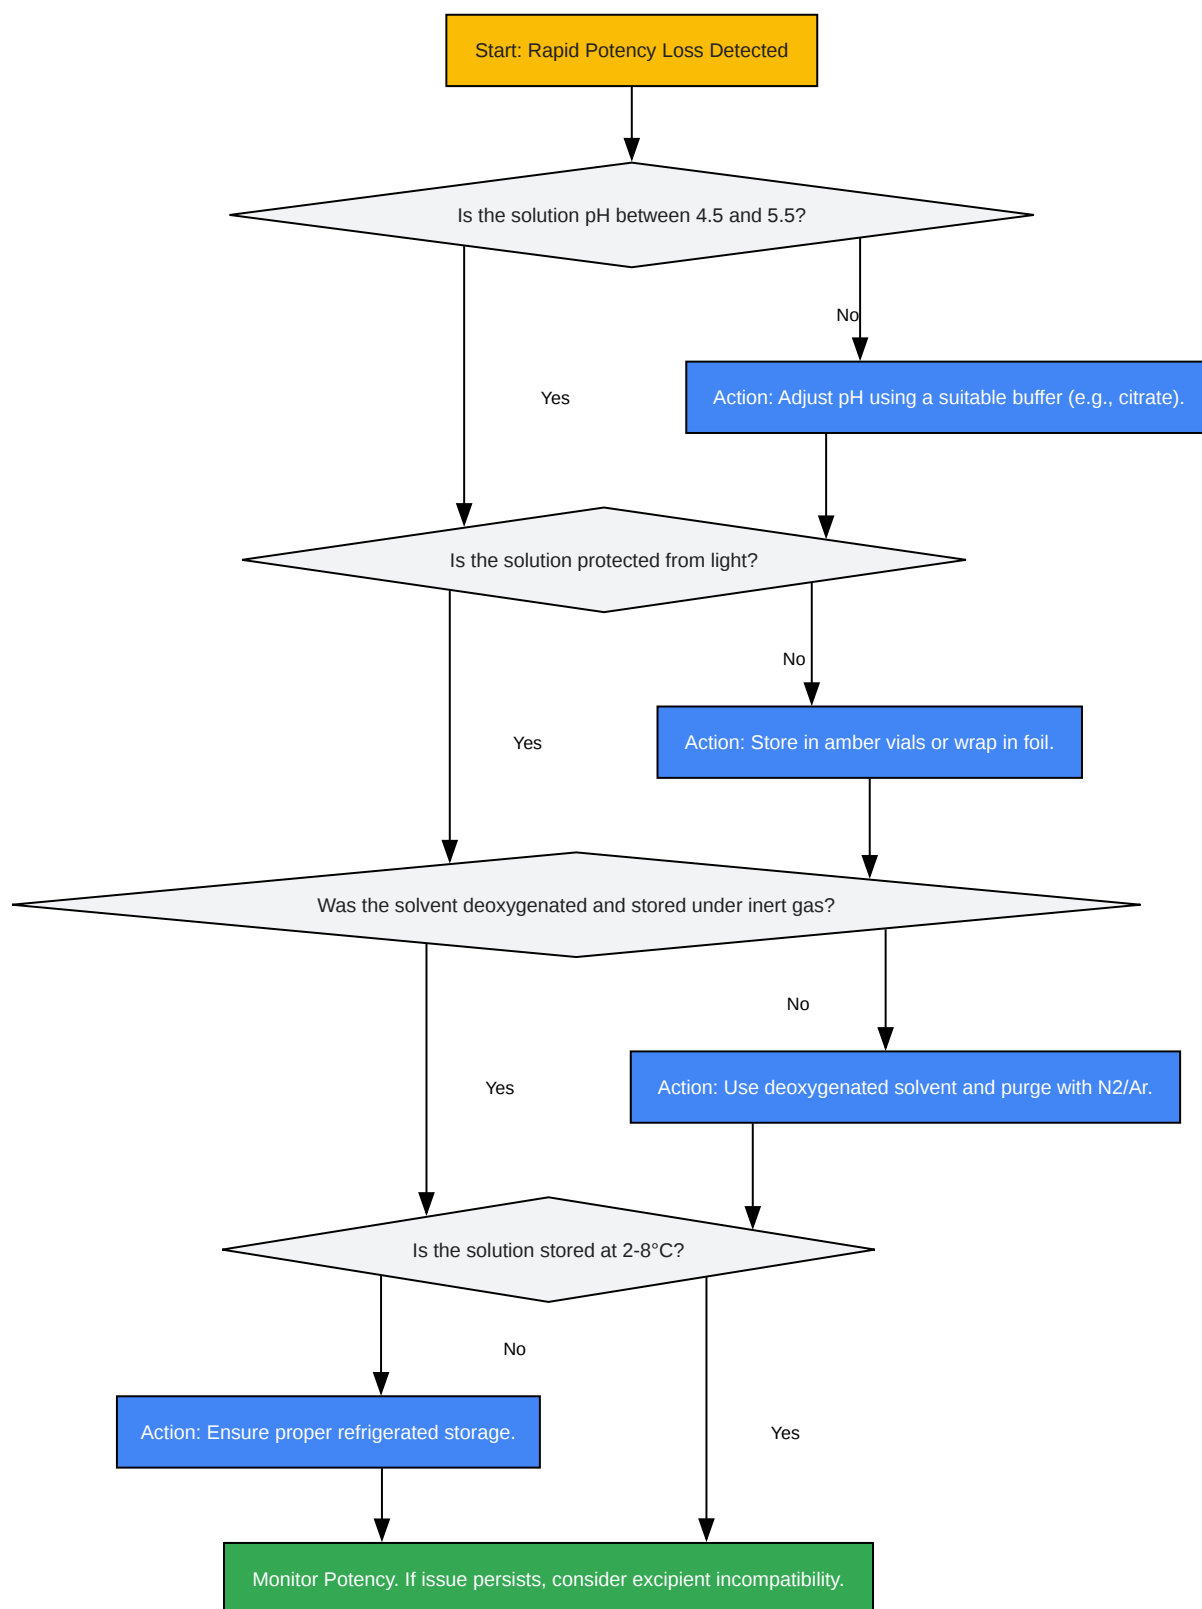 Start: Rapid Potency Loss Detected
Is the solution pH between 4.5 and 5.5?
No
Yes
Action: Adjust pH using a suitable buffer (e.g., citrate).
Is the solution protected from light?
No
Yes
Action: Store in amber vials or wrap in foil.
Was the solvent deoxygenated and stored under inert gas?
No
Yes
Action: Use deoxygenated solvent and purge with N2/Ar.
Is the solution stored at 2-8°C?
No
Action: Ensure proper refrigerated storage.
Yes
Monitor Potency. If issue persists, consider excipient incompatibility.